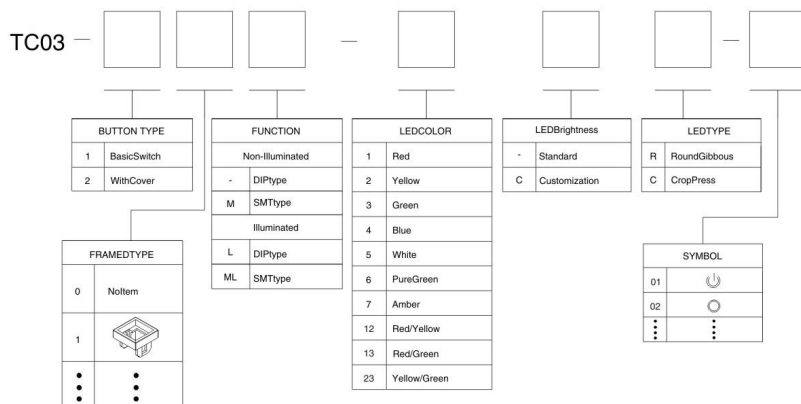 TC03 — — —
BUTTON TYPE
1 BasicSwitch
2 WithCover
FRAMEDTYPE
0 NoItem
1
FUNCTION
Non-Illuminated
- DIPtype
M SMTtype
Illuminated
L DIPtype
ML SMTtype
LEDCOLOR
1 Red
2 Yellow
3 Green
4 Blue
5 White
6 PureGreen
7 Amber
12 Red/Yellow
13 Red/Green
23 Yellow/Green
LEDBrightness
- Standard
C Customization
LEDTYPE
R RoundGibbous
C CropPress
SYMBOL
01
02